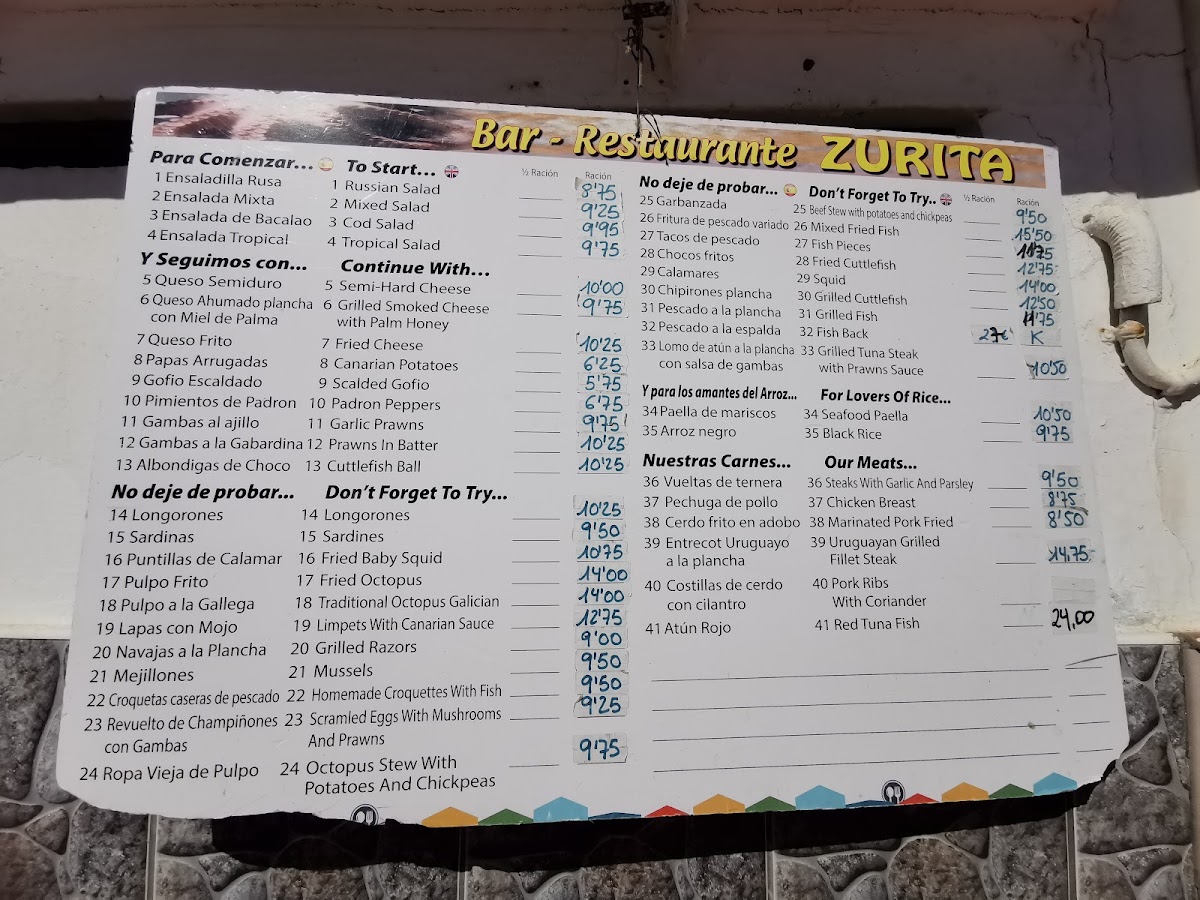 Bar - Restaurante ZURITA
Para Comenzar... To Start... ½ Ración Ración
1 Ensaladilla Rusa 1 Russian Salad 8'75
2 Ensalada Mixta 2 Mixed Salad 9'25
3 Ensalada de Bacalao 3 Cod Salad 9'95
4 Ensalada Tropical 4 Tropical Salad 9'75
Y Seguimos con... Continue With...
5 Queso Semiduro 5 Semi-Hard Cheese 10'00
6 Queso Ahumado plancha 6 Grilled Smoked Cheese 9'75
con Miel de Palma with Palm Honey
7 Queso Frito 7 Fried Cheese 10'25
8 Papas Arrugadas 8 Canarian Potatoes 6'25
9 Gofio Escaldado 9 Scalded Gofio 5'75
10 Pimientos de Padron 10 Padron Peppers 6'75
11 Gambas al ajillo 11 Garlic Prawns 9'75
12 Gambas a la Gabardina 12 Prawns In Batter 10'25
13 Albondigas de Choco 13 Cuttlefish Ball 10'25
No deje de probar... Don't Forget To Try...
14 Longorones 14 Longorones 10'25
15 Sardinas 15 Sardines 9'50
16 Puntillas de Calamar 16 Fried Baby Squid 10'75
17 Pulpo Frito 17 Fried Octopus 14'00
18 Pulpo a la Gallega 18 Traditional Octopus Galician 14'00
19 Lapas con Mojo 19 Limpets With Canarian Sauce 12'75
20 Navajas a la Plancha 20 Grilled Razors 9'00
21 Mejillones 21 Mussels 9'50
22 Croquetas caseras de pescado 22 Homemade Croquettes With Fish 9'50
23 Revuelto de Champiñones 23 Scramled Eggs With Mushrooms 9'25
con Gambas And Prawns
24 Ropa Vieja de Pulpo 24 Octopus Stew With 9'75
Potatoes And Chickpeas
No deje de probar... Don't Forget To Try.. ½ Ración Ración
25 Garbanzada 25 Beef Stew with potatoes and chickpeas 9'50
26 Fritura de pescado variado 26 Mixed Fried Fish 15'50
27 Tacos de pescado 27 Fish Pieces 11'75
28 Chocos fritos 28 Fried Cuttlefish 12'75
29 Calamares 29 Squid 14'00
30 Chipirones plancha 30 Grilled Cuttlefish 12'50
31 Pescado a la plancha 31 Grilled Fish 11'75
32 Pescado a la espalda 32 Fish Back 27€ K
33 Lomo de atún a la plancha 33 Grilled Tuna Steak 10'50
con salsa de gambas with Prawns Sauce
Y para los amantes del Arroz... For Lovers Of Rice...
34 Paella de mariscos 34 Seafood Paella 10'50
35 Arroz negro 35 Black Rice 9'75
Nuestras Carnes... Our Meats...
36 Vueltas de ternera 36 Steaks With Garlic And Parsley 9'50
37 Pechuga de pollo 37 Chicken Breast 8'75
38 Cerdo frito en adobo 38 Marinated Pork Fried 8'50
39 Entrecot Uruguayo 39 Uruguayan Grilled 14,75
a la plancha Fillet Steak
40 Costillas de cerdo 40 Pork Ribs
con cilantro With Coriander
41 Atún Rojo 41 Red Tuna Fish 24,00